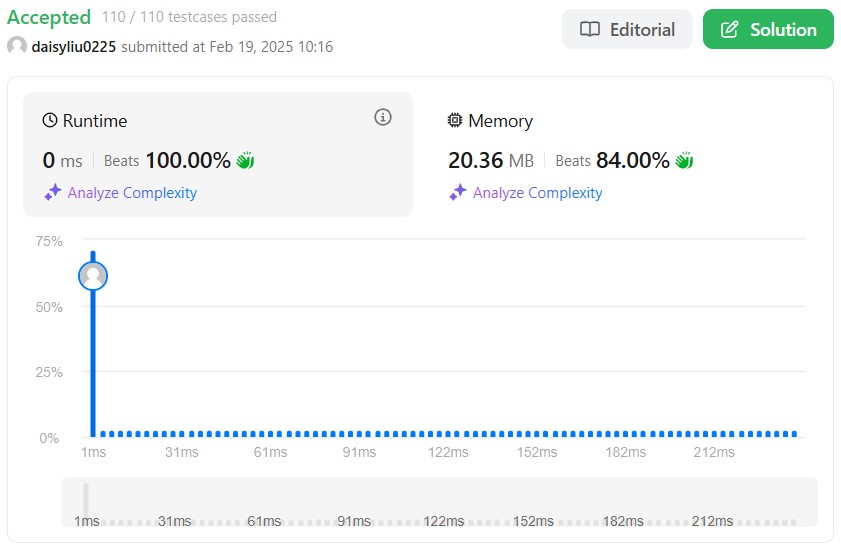 Accepted 110 / 110 testcases passed
Editorial
Solution
daisyliu0225 submitted at Feb 19, 2025 10:16
Runtime
0 ms Beats 100.00%
Analyze Complexity
Memory
20.36 MB Beats 84.00%
Analyze Complexity
75%
50%
25%
0%
1ms 31ms 61ms 91ms 122ms 152ms 182ms 212ms
1ms 31ms 61ms 91ms 122ms 152ms 182ms 212ms